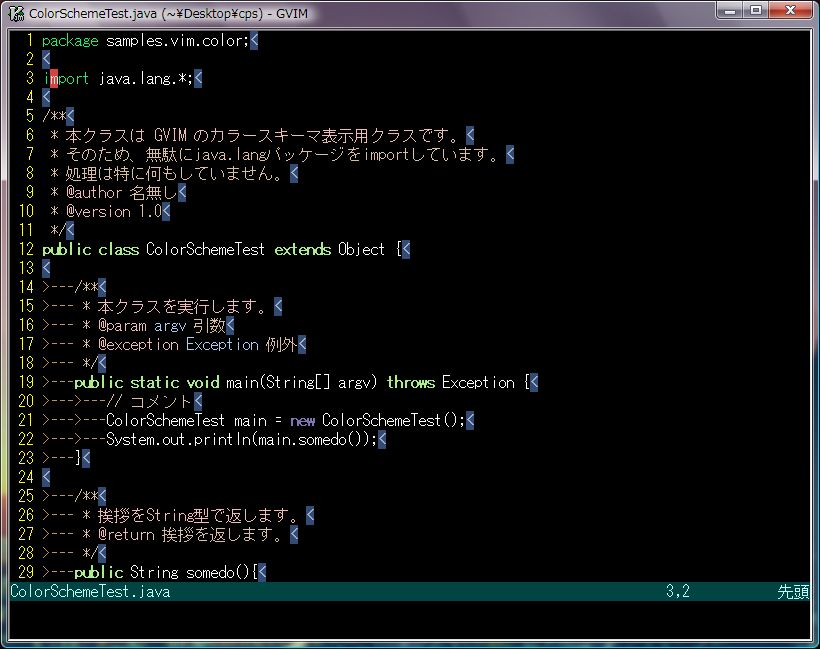 ColorSchemeTest.java (~¥Desktop¥cps) - GVIM
1 package samples.vim.color;<
2 <
3 import java.lang.*;<
4 <
5 /**<
6  * 本クラスは GVIM のカラースキーマ表示用クラスです。<
7  * そのため、無駄にjava.langパッケージをimportしています。<
8  * 処理は特に何もしていません。<
9  * @author 名無し<
10  * @version 1.0<
11  */<
12 public class ColorSchemeTest extends Object {<
13 <
14 >---/**<
15 >--- * 本クラスを実行します。<
16 >--- * @param argv 引数<
17 >--- * @exception Exception 例外<
18 >--- */<
19 >---public static void main(String[] argv) throws Exception {<
20 >--->---// コメント<
21 >--->---ColorSchemeTest main = new ColorSchemeTest();<
22 >--->---System.out.println(main.somedo());<
23 >---}<
24 <
25 >---/**<
26 >--- * 挨拶をString型で返します。<
27 >--- * @return 挨拶を返します。<
28 >--- */<
29 >---public String somedo(){<
ColorSchemeTest.java 3,2 先頭